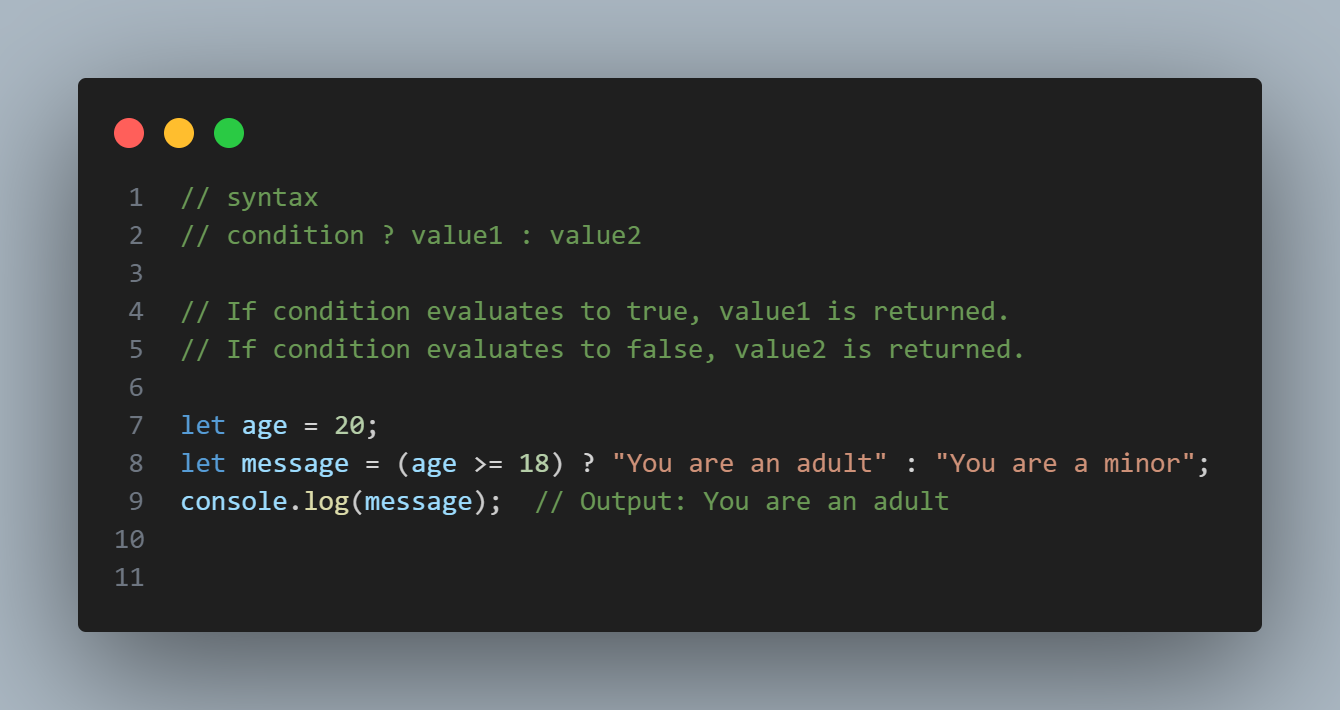 1 // syntax
2 // condition ? value1 : value2
3
4 // If condition evaluates to true, value1 is returned.
5 // If condition evaluates to false, value2 is returned.
6
7 let age = 20;
8 let message = (age >= 18) ? "You are an adult" : "You are a minor";
9 console.log(message);  // Output: You are an adult
10
11